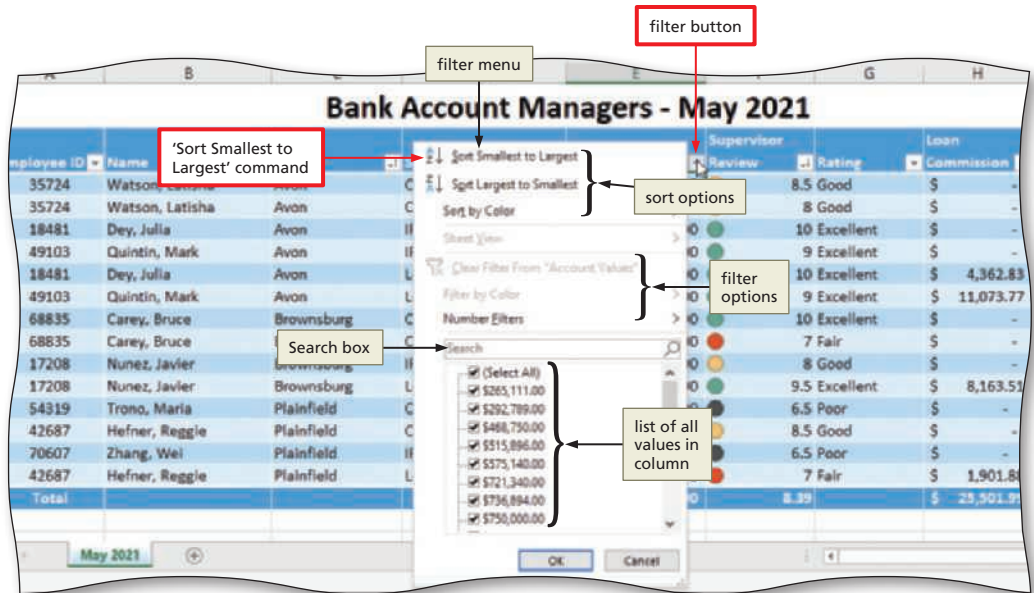 filter button
filter menu
B
E
G
H
Bank Account Managers - May 2021
'Sort Smallest to
Largest' command
Sort Smallest to Largest
Sort Largest to Smallest
Sort by Color
Sheet View
Clear Filter From "Account Values"
Filter by Color
Number Filters
Search
(Select All)
$265,111.00
$292,789.00
$468,750.00
$515,896.00
$575,140.00
$721,340.00
$736,894.00
$750,000.00
OK Cancel
sort options
filter
options
Search box
list of all
values in
column
Supervisor Loan
Name Review Rating Commission
35724 Watson, Latisha Avon 8.5 Good $ -
35724 Watson, Latisha Avon 8 Good $ -
18481 Dey, Julia Avon 10 Excellent $ -
49103 Quintin, Mark Avon 9 Excellent $ -
18481 Dey, Julia Avon 10 Excellent $ 4,362.83
49103 Quintin, Mark Avon 9 Excellent $ 11,073.77
68835 Carey, Bruce Brownsburg 10 Excellent $ -
68835 Carey, Bruce 7 Fair $ -
17208 Nunez, Javier Brownsburg 8 Good $ -
17208 Nunez, Javier Brownsburg 9.5 Excellent $ 8,163.51
54319 Trono, Maria Plainfield 6.5 Poor $ -
42687 Hefner, Reggie Plainfield 8.5 Good $ -
70607 Zhang, Wei Plainfield 6.5 Poor $ -
42687 Hefner, Reggie Plainfield 7 Fair $ 1,901.88
Total 8.39 $
May 2021